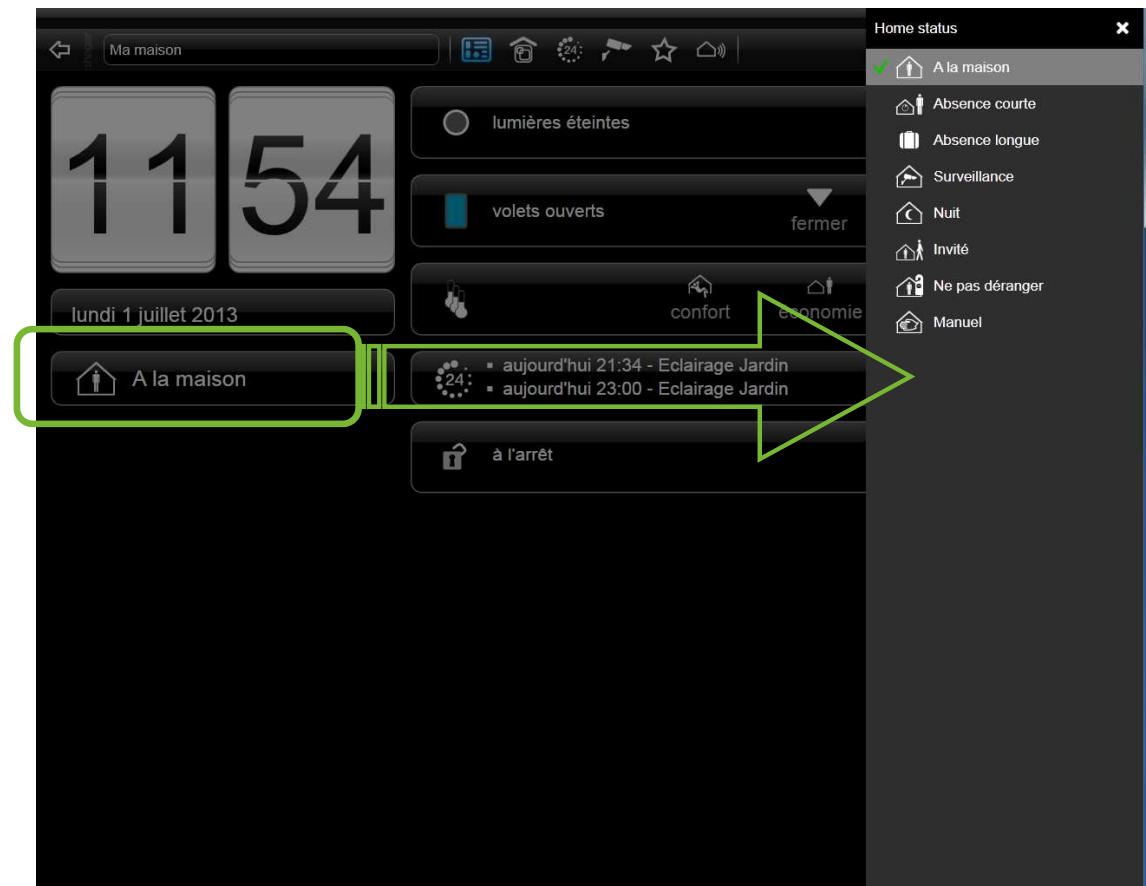 Ma maison
24
11 54
lundi 1 juillet 2013
A la maison
lumières éteintes
volets ouverts
fermer
confort
économie
24
aujourd'hui 21:34 - Eclairage Jardin
aujourd'hui 23:00 - Eclairage Jardin
à l'arrêt
Home status
A la maison
Absence courte
Absence longue
Surveillance
Nuit
Invité
Ne pas déranger
Manuel